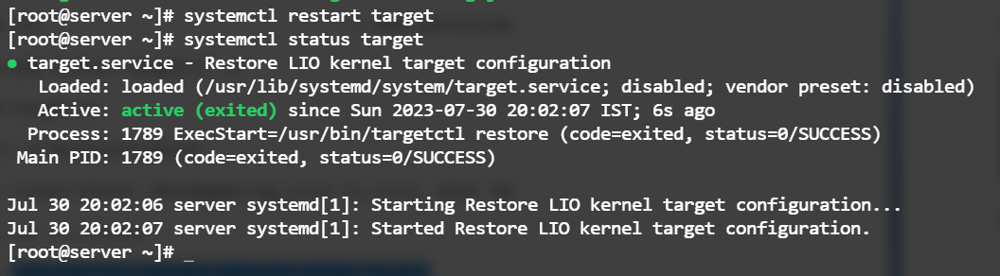 [root@server ~]# systemctl restart target
[root@server ~]# systemctl status target
● target.service - Restore LIO kernel target configuration
   Loaded: loaded (/usr/lib/systemd/system/target.service; disabled; vendor preset: disabled)
   Active: active (exited) since Sun 2023-07-30 20:02:07 IST; 6s ago
  Process: 1789 ExecStart=/usr/bin/targetctl restore (code=exited, status=0/SUCCESS)
 Main PID: 1789 (code=exited, status=0/SUCCESS)

Jul 30 20:02:06 server systemd[1]: Starting Restore LIO kernel target configuration...
Jul 30 20:02:07 server systemd[1]: Started Restore LIO kernel target configuration.
[root@server ~]# _